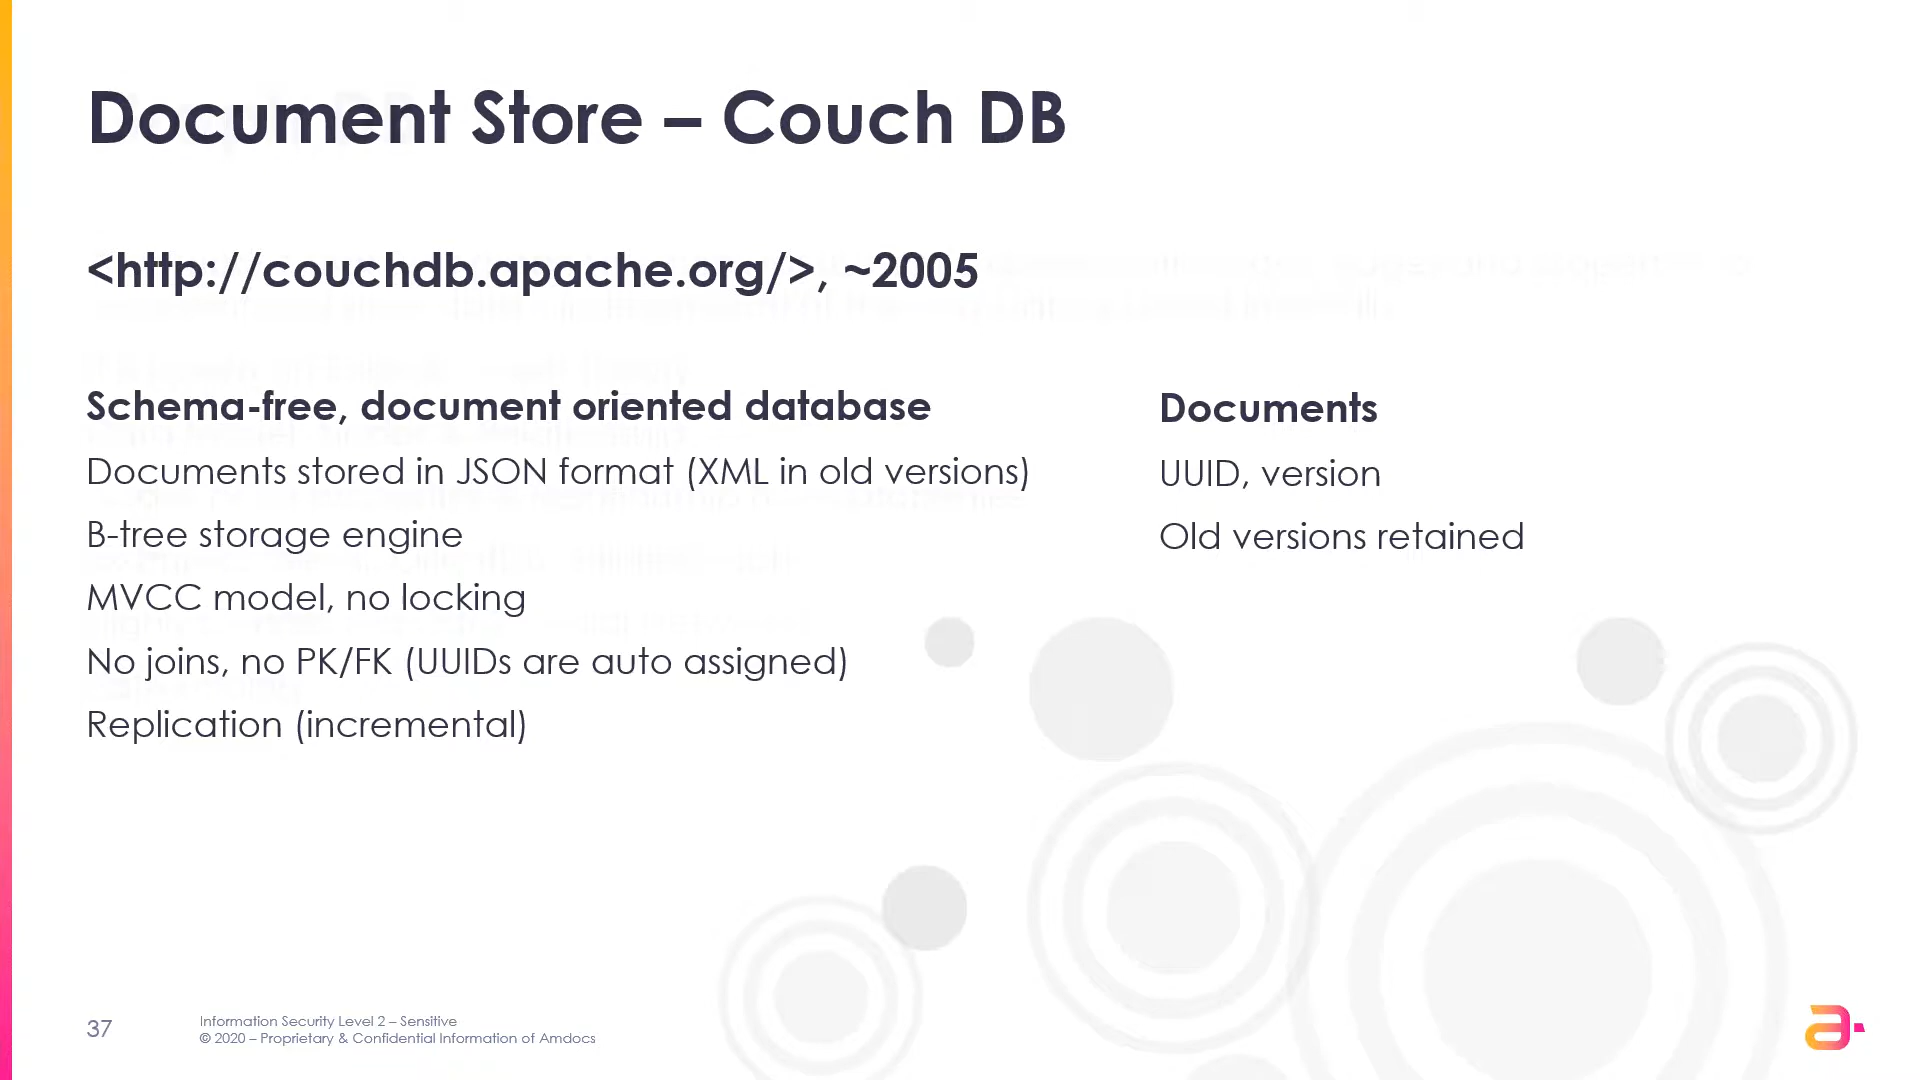 Document Store – Couch DB
<http://couchdb.apache.org/>, ~2005
Schema-free, document oriented database
Documents stored in JSON format (XML in old versions)
B-tree storage engine
MVCC model, no locking
No joins, no PK/FK (UUIDs are auto assigned)
Replication (incremental)
Documents
UUID, version
Old versions retained
37
Information Security Level 2 – Sensitive
© 2020 – Proprietary & Confidential Information of Amdocs